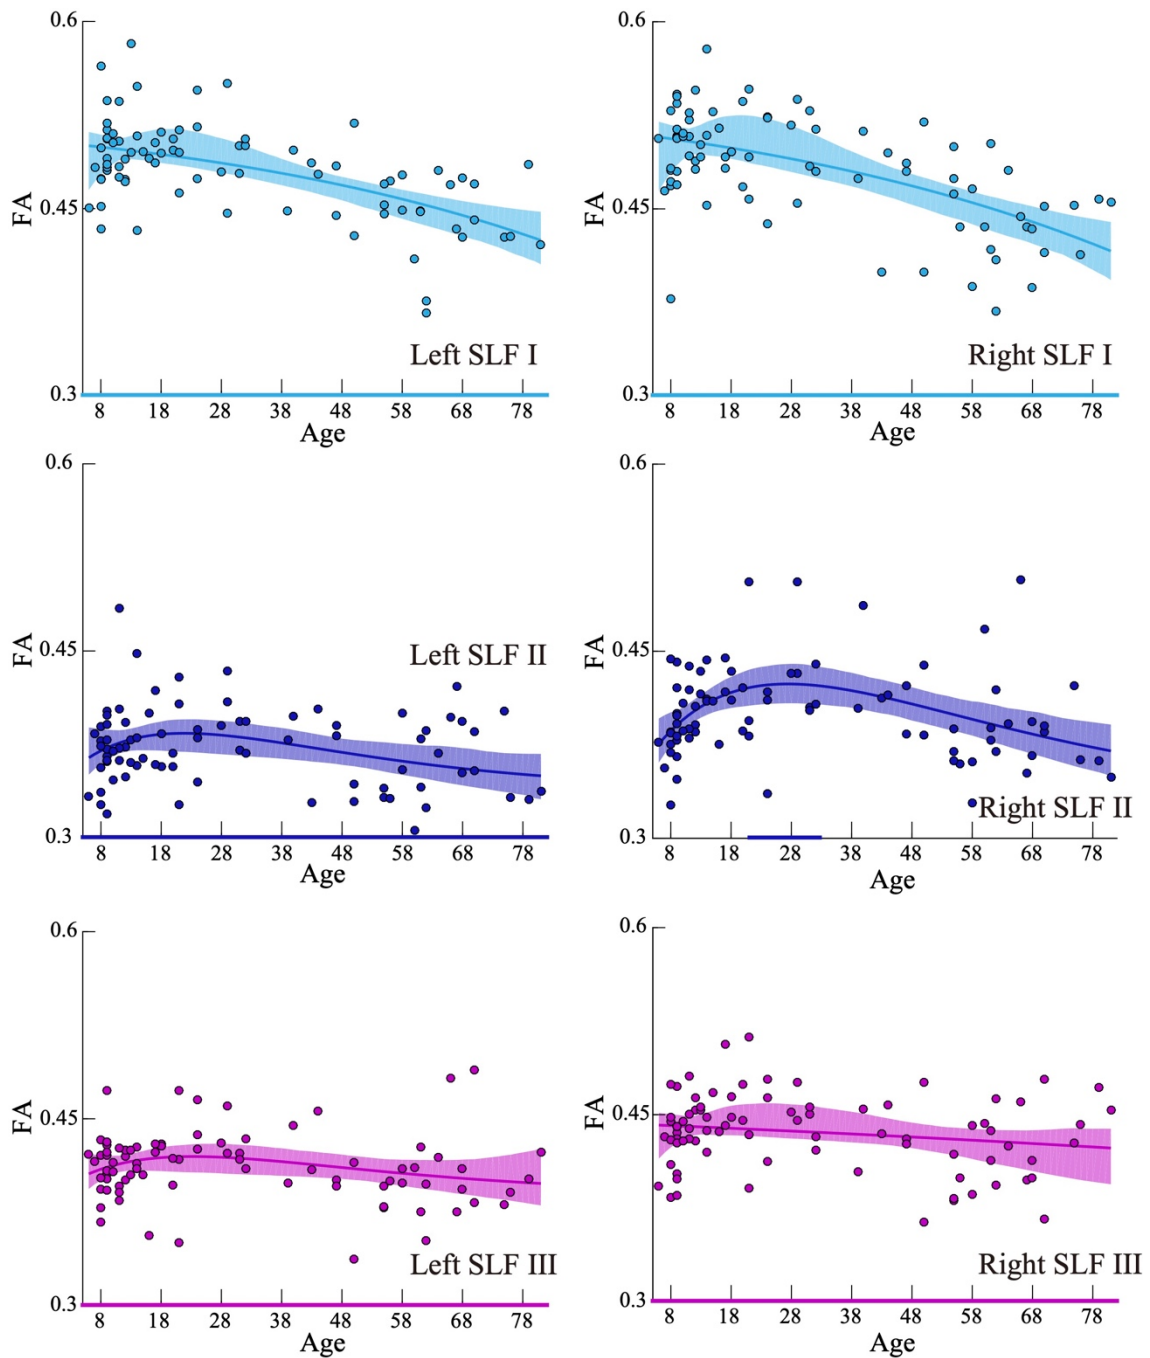 0.6
FA
0.45
Left SLF I
0.3
8 18 28 38 48 58 68 78
Age
0.6
FA
0.45
Right SLF I
0.3
8 18 28 38 48 58 68 78
Age
0.6
FA
0.45
Left SLF II
0.3
8 18 28 38 48 58 68 78
Age
0.6
FA
0.45
Right SLF II
0.3
8 18 28 38 48 58 68 78
Age
0.6
FA
0.45
Left SLF III
0.3
8 18 28 38 48 58 68 78
Age
0.6
FA
0.45
Right SLF III
0.3
8 18 28 38 48 58 68 78
Age